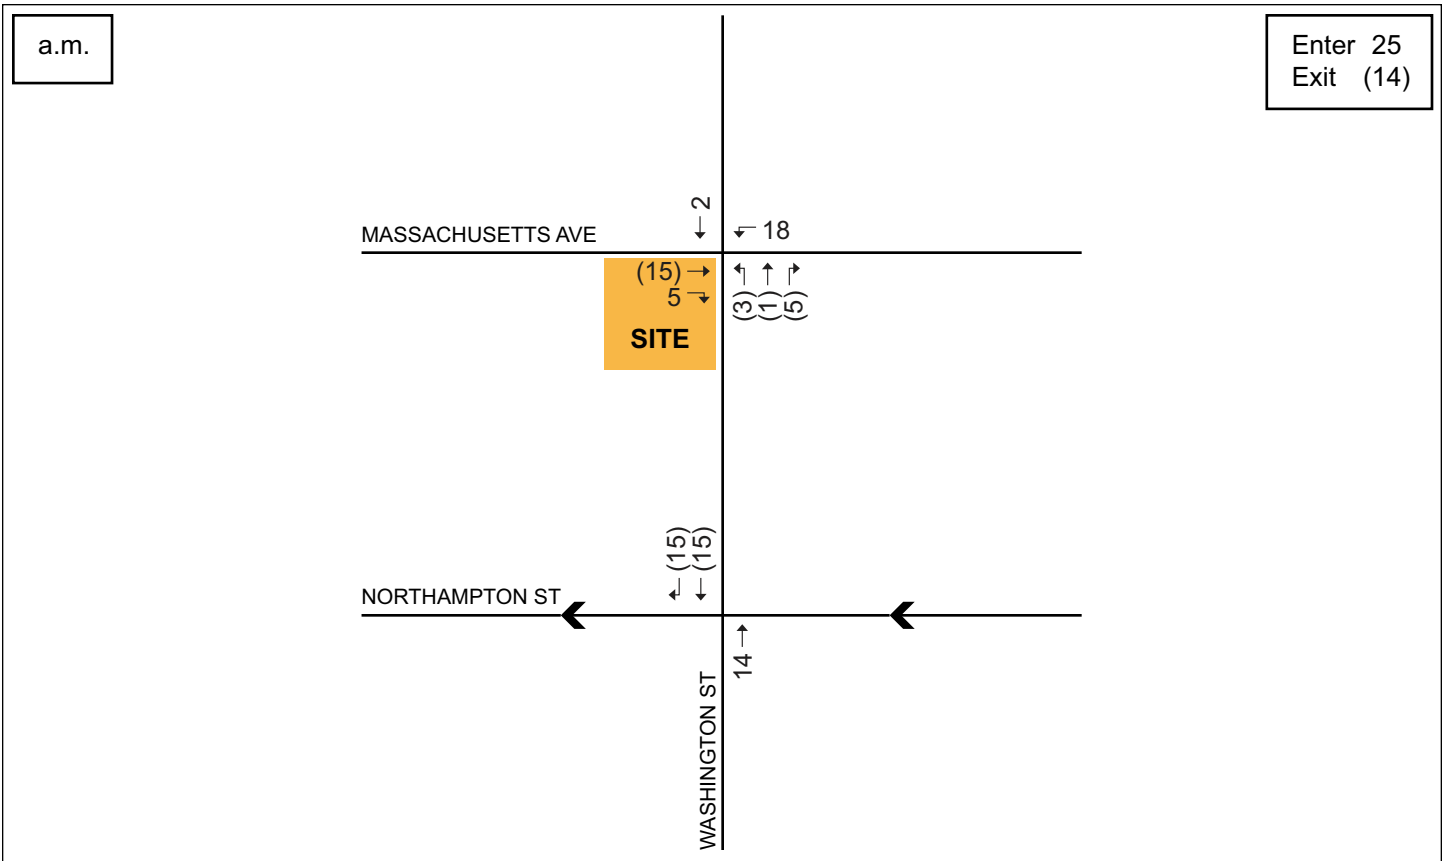 a.m.
Enter 25
Exit (14)
2
18
MASSACHUSETTS AVE
(15)
5
(3)
(1)
(5)
SITE
(15)
(15)
NORTHAMPTON ST
14
WASHINGTON ST